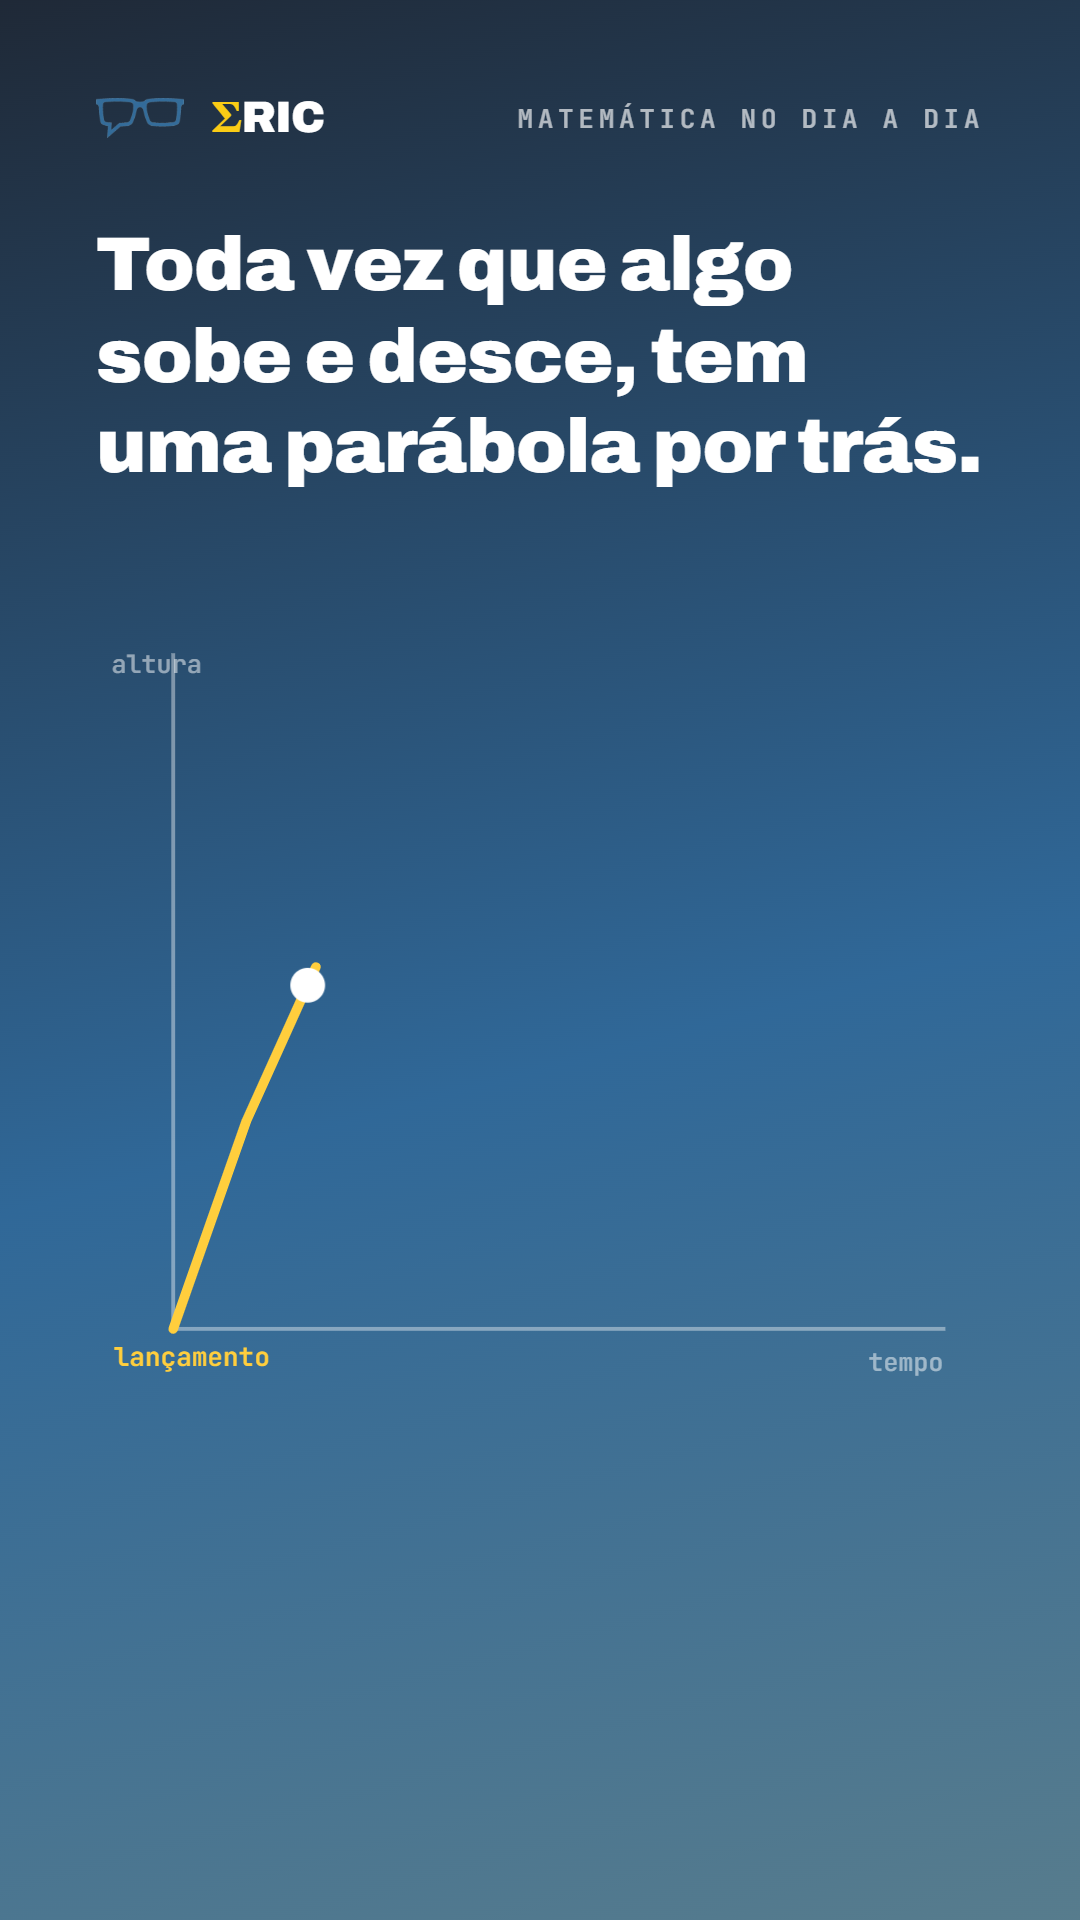 ΣRIC
MATEMÁTICA NO DIA A DIA
Toda vez que algo
sobe e desce, tem
uma parábola por trás.
altura
lançamento
tempo